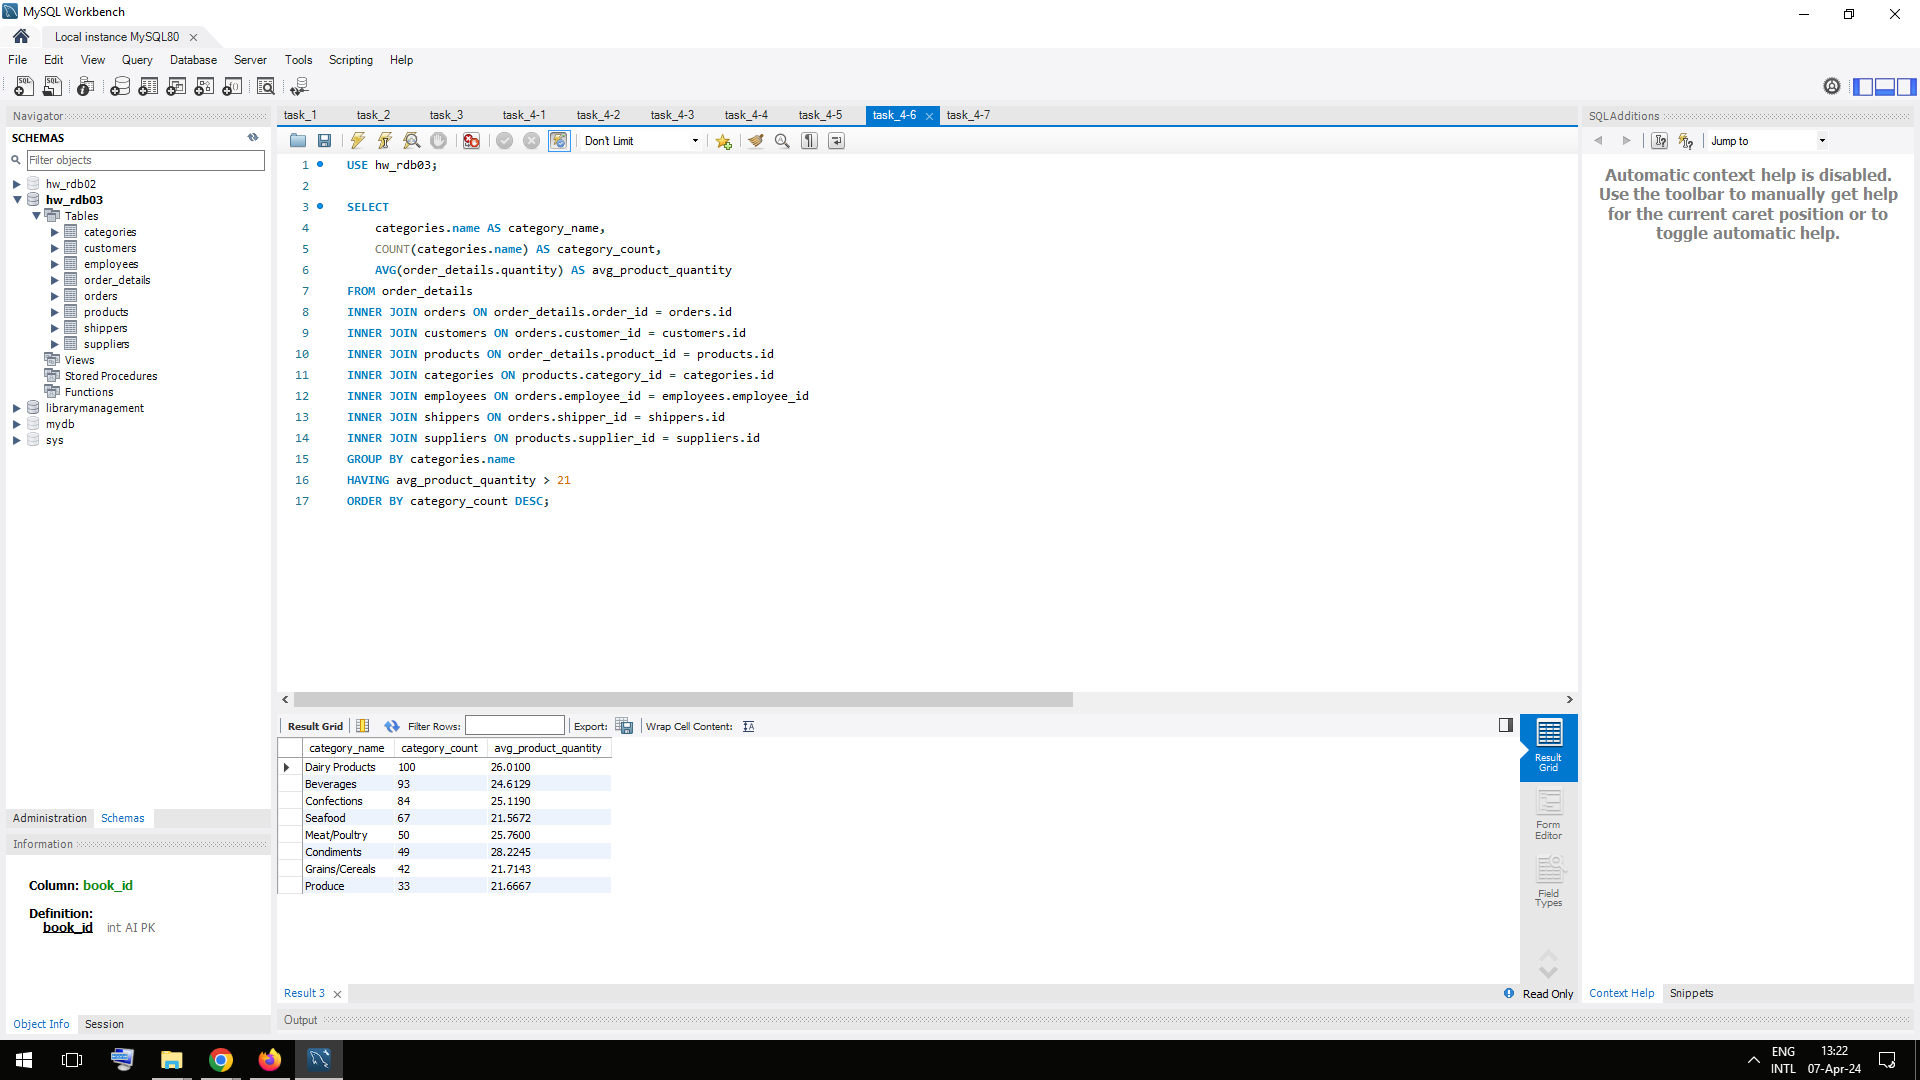 MySQL Workbench
Local instance MySQL80
File Edit View Query Database Server Tools Scripting Help
Navigator
SCHEMAS
Filter objects
hw_rdb02
hw_rdb03
Tables
categories
customers
employees
order_details
orders
products
shippers
suppliers
Views
Stored Procedures
Functions
librarymanagement
mydb
sys
Administration Schemas
Information
Column: book_id
Definition:
book_id int AI PK
Object Info Session
task_1 task_2 task_3 task_4-1 task_4-2 task_4-3 task_4-4 task_4-5 task_4-6 task_4-7
Don't Limit
1 USE hw_rdb03;
2
3 SELECT
4 categories.name AS category_name,
5 COUNT(categories.name) AS category_count,
6 AVG(order_details.quantity) AS avg_product_quantity
7 FROM order_details
8 INNER JOIN orders ON order_details.order_id = orders.id
9 INNER JOIN customers ON orders.customer_id = customers.id
10 INNER JOIN products ON order_details.product_id = products.id
11 INNER JOIN categories ON products.category_id = categories.id
12 INNER JOIN employees ON orders.employee_id = employees.employee_id
13 INNER JOIN shippers ON orders.shipper_id = shippers.id
14 INNER JOIN suppliers ON products.supplier_id = suppliers.id
15 GROUP BY categories.name
16 HAVING avg_product_quantity > 21
17 ORDER BY category_count DESC;
Result Grid Filter Rows: Export: Wrap Cell Content:
category_name category_count avg_product_quantity
Dairy Products 100 26.0100
Beverages 93 24.6129
Confections 84 25.1190
Seafood 67 21.5672
Meat/Poultry 50 25.7600
Condiments 49 28.2245
Grains/Cereals 42 21.7143
Produce 33 21.6667
Result
Grid
Form
Editor
Field
Types
Result 3
Read Only
Output
SQLAdditions
Jump to
Automatic context help is disabled.
Use the toolbar to manually get help
for the current caret position or to
toggle automatic help.
Context Help Snippets
ENG
INTL
13:22
07-Apr-24